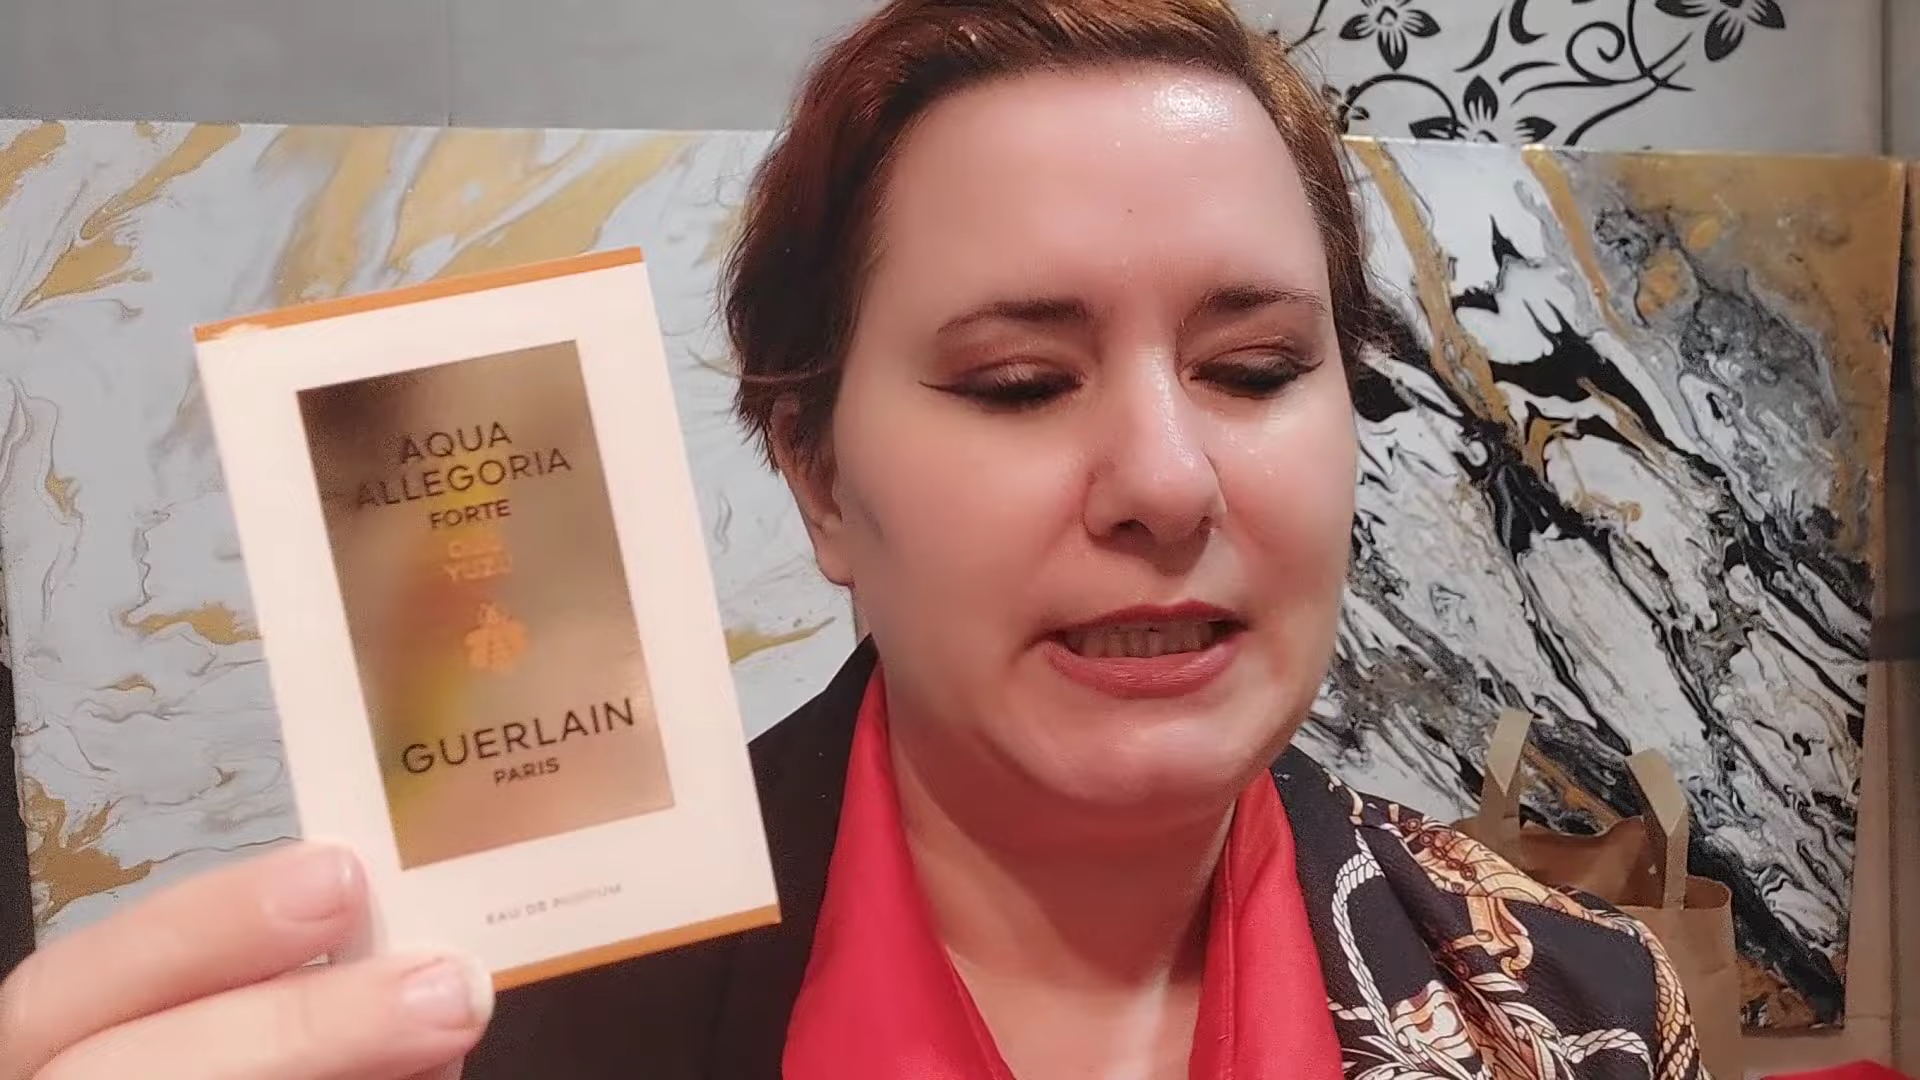 AQUA
ALLEGORIA
FORTE
YUZU
GUERLAIN
PARIS
EAU DE PARFUM